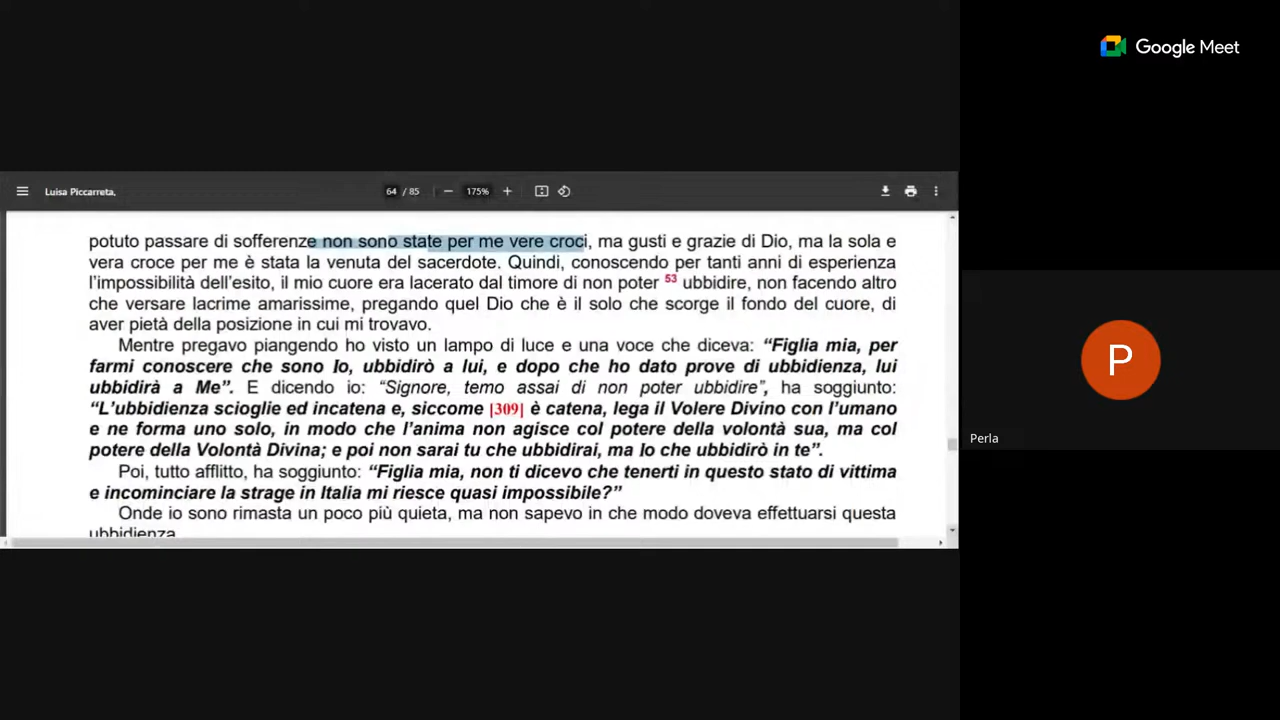 Google Meet
Luisa Piccarreta,
64 / 85
175%
potuto passare di sofferenze non sono state per me vere croci, ma gusti e grazie di Dio, ma la sola e
vera croce per me è stata la venuta del sacerdote. Quindi, conoscendo per tanti anni di esperienza
l’impossibilità dell’esito, il mio cuore era lacerato dal timore di non poter 53 ubbidire, non facendo altro
che versare lacrime amarissime, pregando quel Dio che è il solo che scorge il fondo del cuore, di
aver pietà della posizione in cui mi trovavo.
Mentre pregavo piangendo ho visto un lampo di luce e una voce che diceva: “Figlia mia, per
farmi conoscere che sono Io, ubbidirò a lui, e dopo che ho dato prove di ubbidienza, lui
ubbidirà a Me”. E dicendo io: “Signore, temo assai di non poter ubbidire”, ha soggiunto:
“L’ubbidienza scioglie ed incatena e, siccome [309] è catena, lega il Volere Divino con l’umano
e ne forma uno solo, in modo che l’anima non agisce col potere della volontà sua, ma col
potere della Volontà Divina; e poi non sarai tu che ubbidirai, ma Io che ubbidirò in te”.
Poi, tutto afflitto, ha soggiunto: “Figlia mia, non ti dicevo che tenerti in questo stato di vittima
e incominciare la strage in Italia mi riesce quasi impossibile?”
Onde io sono rimasta un poco più quieta, ma non sapevo in che modo doveva effettuarsi questa
ubbidienza.
P
Perla